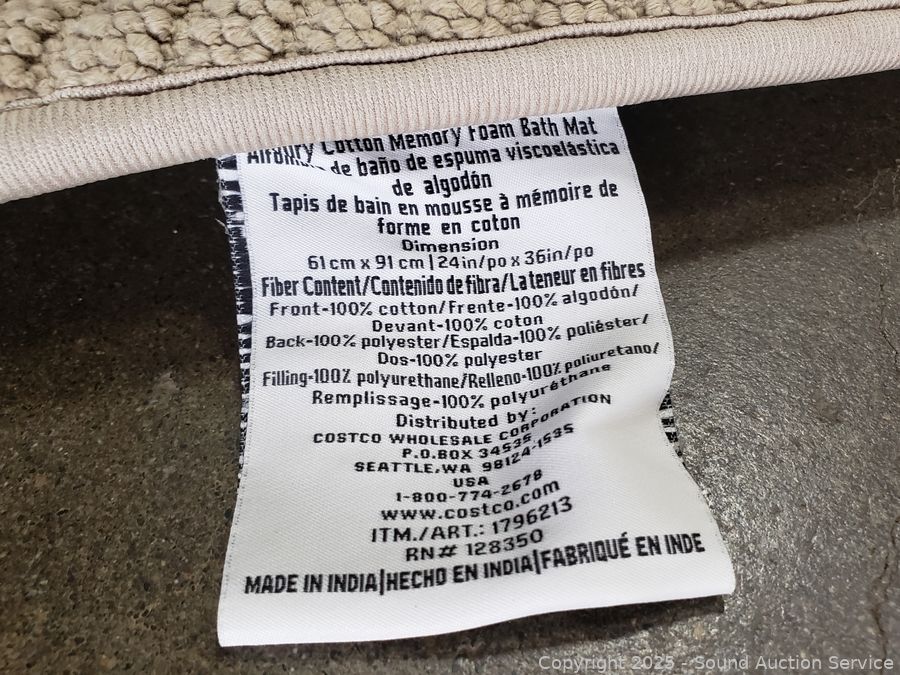 Cotton Memory Foam Bath Mat
de baño de espuma viscoelástica
de algodón
Tapis de bain en mousse à mémoire de
forme en coton
Dimension
61 cm x 91 cm | 24in/po x 36in/po
Fiber Content/Contenido de fibra/La teneur en fibres
Front-100% cotton/Frente-100% algodón/
Devant-100% coton
Back-100% polyester/Espalda-100% poliéster/
Dos-100% polyester
Filling-100% polyurethane/Relleno-100% poliuretano/
Remplissage-100% polyuréthane
Distributed by:
COSTCO WHOLESALE CORPORATION
P.O.BOX 34535
SEATTLE,WA 98124-1535
USA
1-800-774-2678
www.costco.com
ITM./ART.: 1796213
RN# 128350
MADE IN INDIA|HECHO EN INDIA|FABRIQUÉ EN INDE
Copyright 2025 - Sound Auction Service